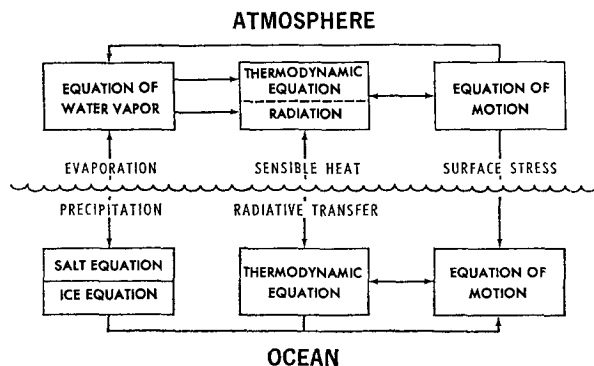 ATMOSPHERE
EQUATION OF
WATER VAPOR
THERMODYNAMIC
EQUATION
RADIATION
EQUATION OF
MOTION
EVAPORATION
SENSIBLE HEAT
SURFACE STRESS
PRECIPITATION
RADIATIVE TRANSFER
SALT EQUATION
ICE EQUATION
THERMODYNAMIC
EQUATION
EQUATION OF
MOTION
OCEAN